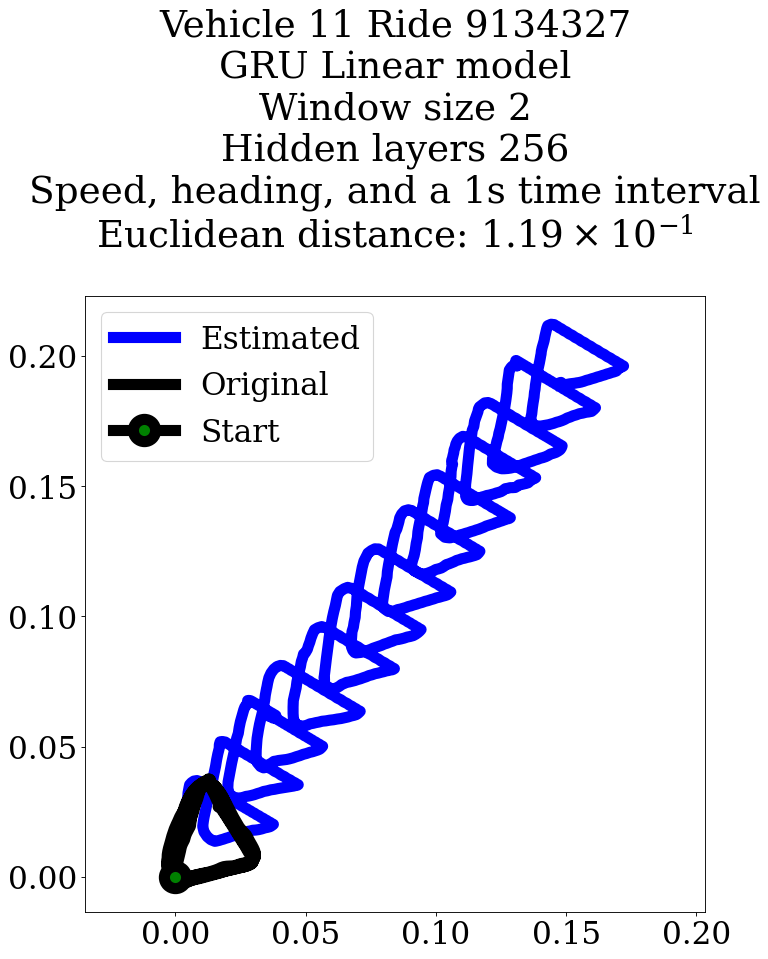 Vehicle 11 Ride 9134327
GRU Linear model
Window size 2
Hidden layers 256
Speed, heading, and a 1s time interval
Euclidean distance: 1.19 × 10⁻¹
Estimated
Original
Start
0.20
0.15
0.10
0.05
0.00
0.00 0.05 0.10 0.15 0.20